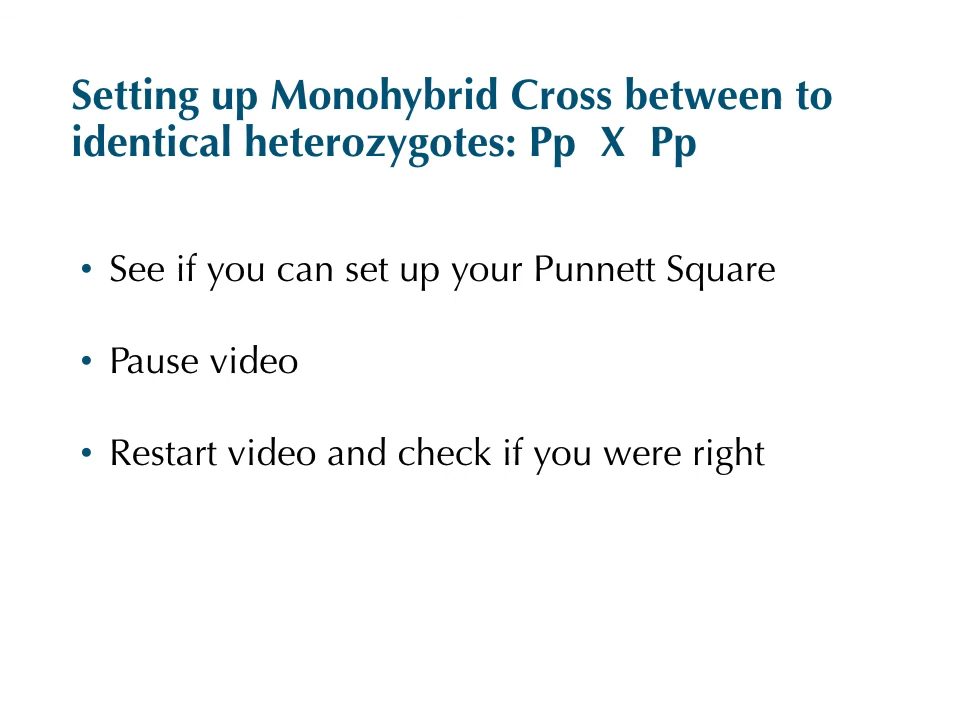 Setting up Monohybrid Cross between to
identical heterozygotes: Pp X Pp
• See if you can set up your Punnett Square
• Pause video
• Restart video and check if you were right